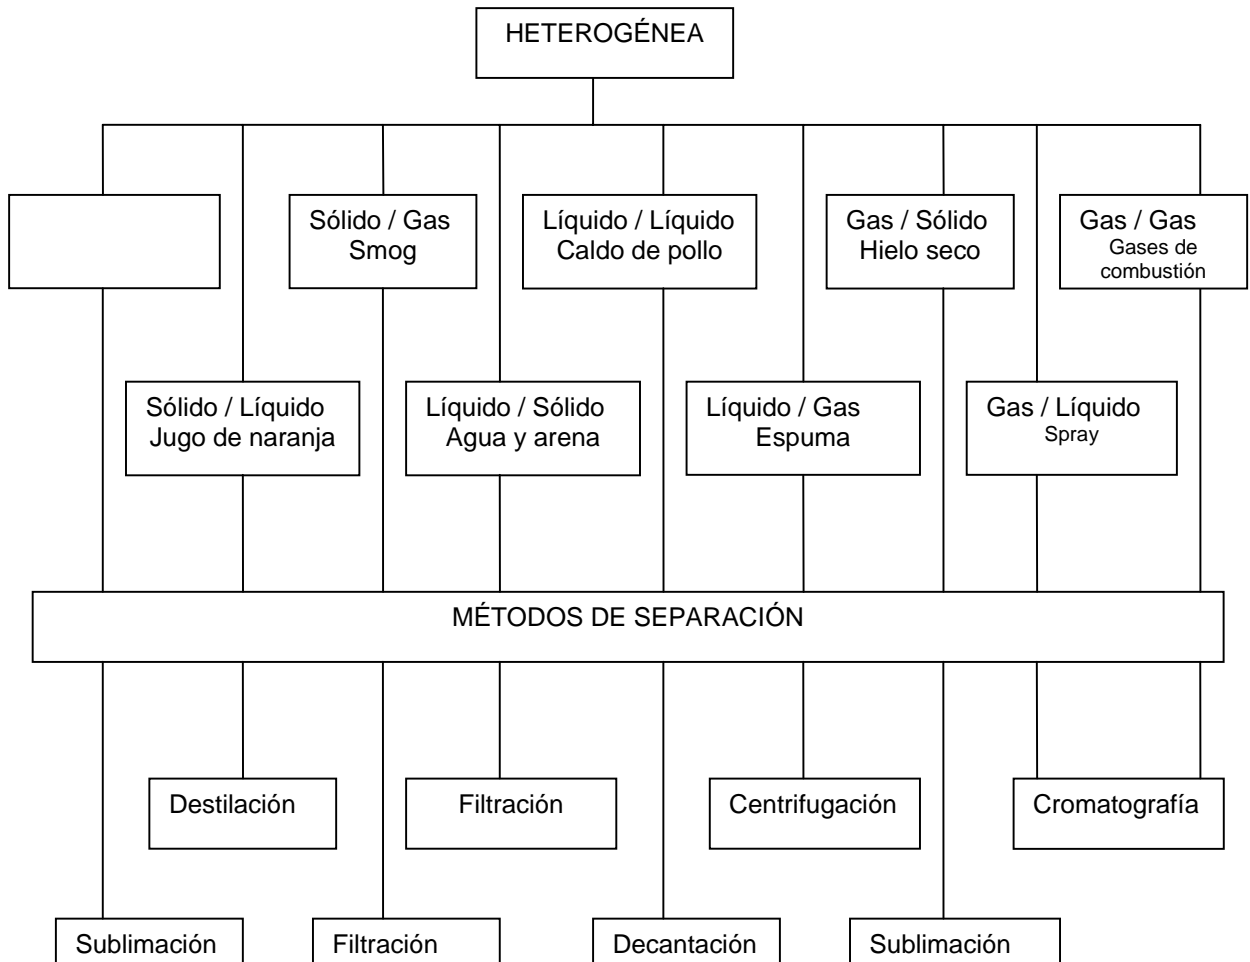 HETEROGÉNEA
Sólido / Gas
Smog
Líquido / Líquido
Caldo de pollo
Gas / Sólido
Hielo seco
Gas / Gas
Gases de
combustión
Sólido / Líquido
Jugo de naranja
Líquido / Sólido
Agua y arena
Líquido / Gas
Espuma
Gas / Líquido
Spray
MÉTODOS DE SEPARACIÓN
Destilación
Filtración
Centrifugación
Cromatografía
Sublimación
Filtración
Decantación
Sublimación